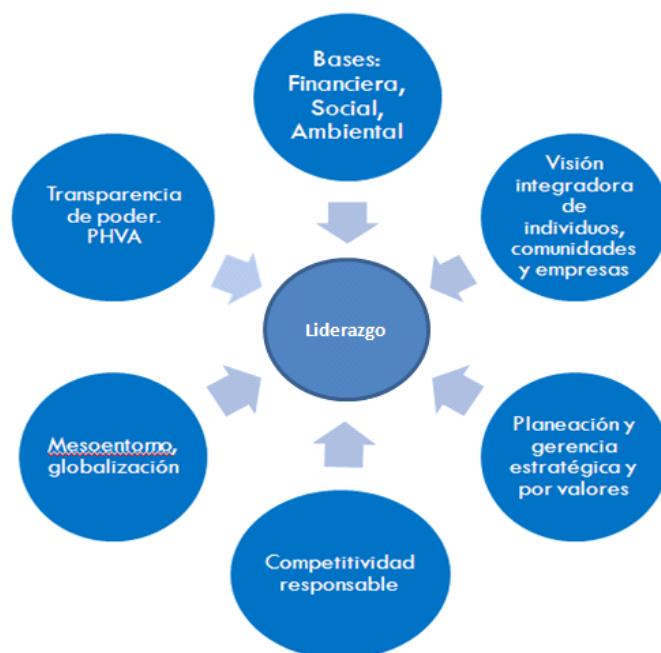 Bases:
Financiera,
Social,
Ambiental
Visión
integradora
de
individuos,
comunidades
y empresas
Planeación y
gerencia
estratégica y
por valores
Competitividad
responsable
Mesoentorno,
globalización
Transparencia
de poder.
PHVA
Liderazgo